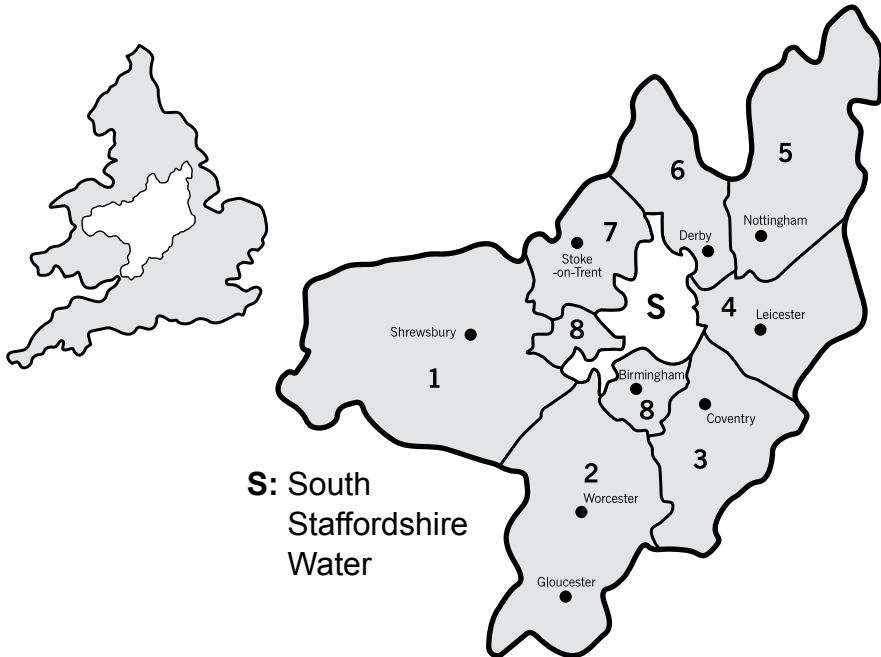 5
6
Nottingham
7
Derby
Stoke
-on-Trent
S
4
Leicester
8
Shrewsbury
1
Birmingham
8
Coventry
3
2
S: South
Staffordshire
Water
Worcester
Gloucester